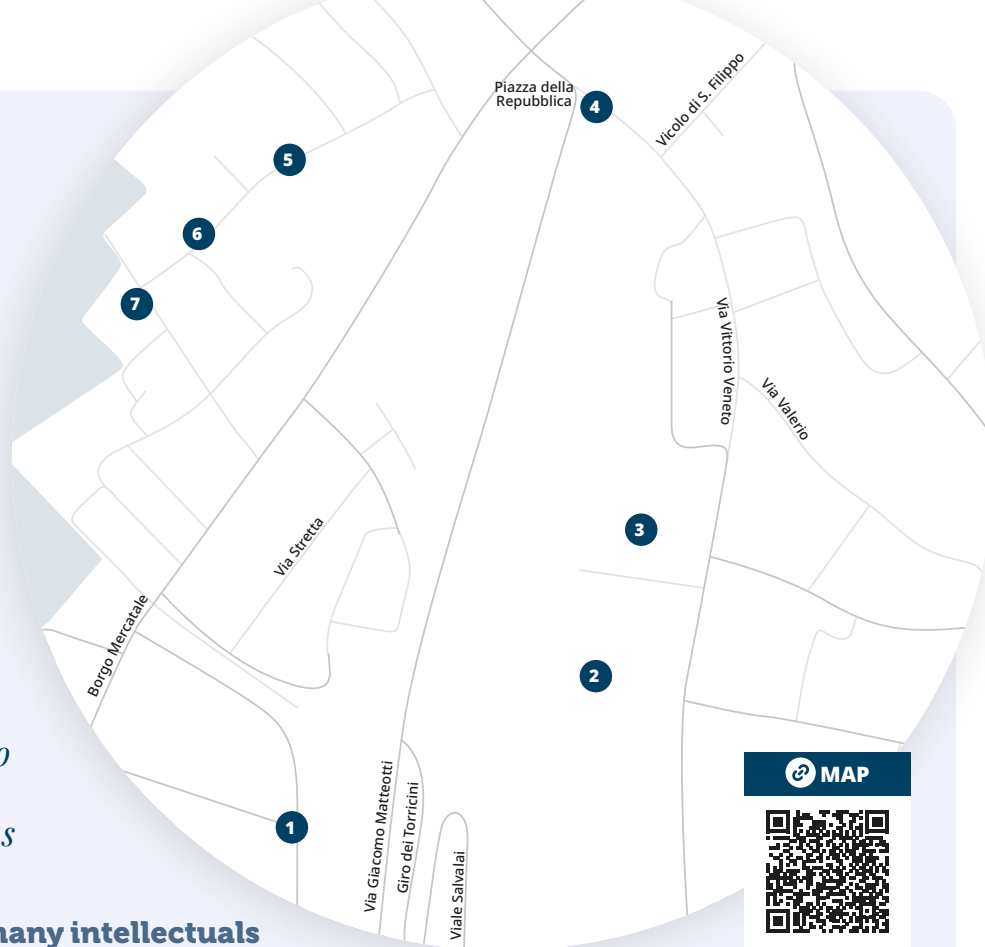 Piazza della
Repubblica
4
Vicolo di S. Filippo
5
6
7
Via Vittorio Veneto
Via Valerio
3
Via Stretta
Borgo Mercatale
2
1
Via Giacomo Matteotti
Giro dei Torricini
Viale Salvalai
MAP
intellectuals